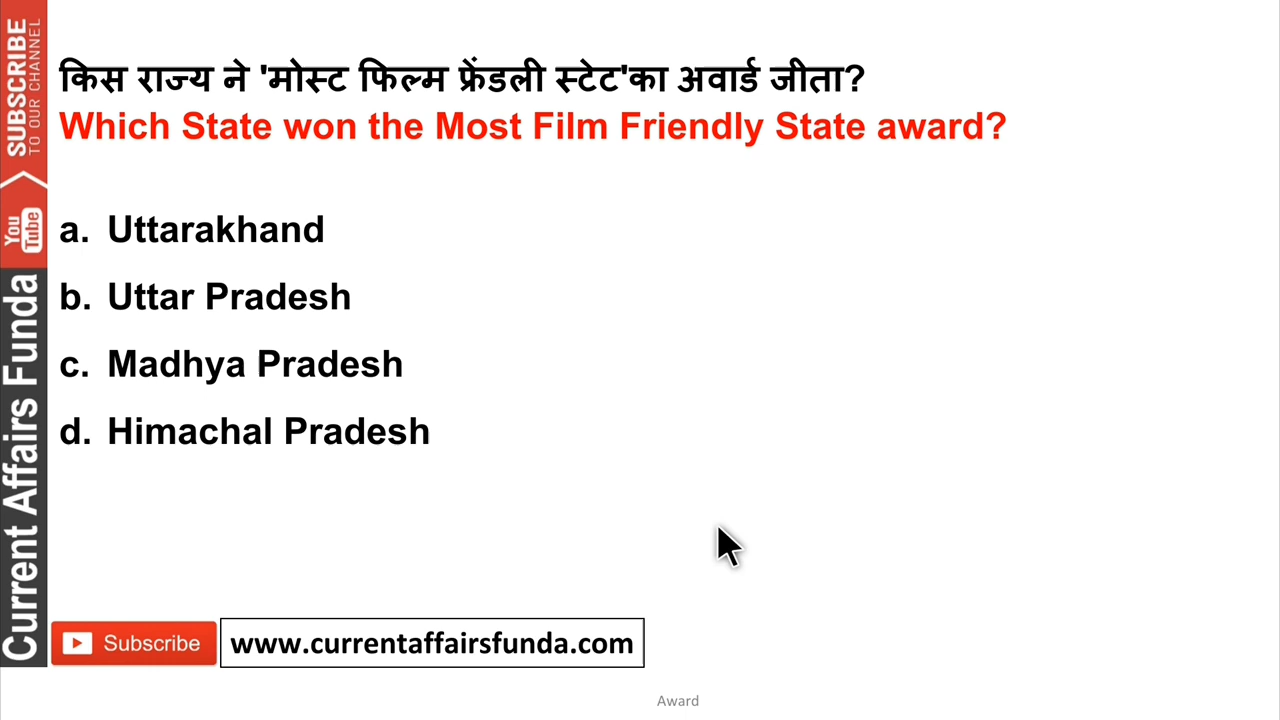 किस राज्य ने 'मोस्ट फिल्म फ्रेंडली स्टेट'का अवार्ड जीता?
Which State won the Most Film Friendly State award?
a. Uttarakhand
b. Uttar Pradesh
c. Madhya Pradesh
d. Himachal Pradesh
SUBSCRIBE
TO OUR CHANNEL
You
Tube
Current Affairs Funda
Subscribe
www.currentaffairsfunda.com
Award